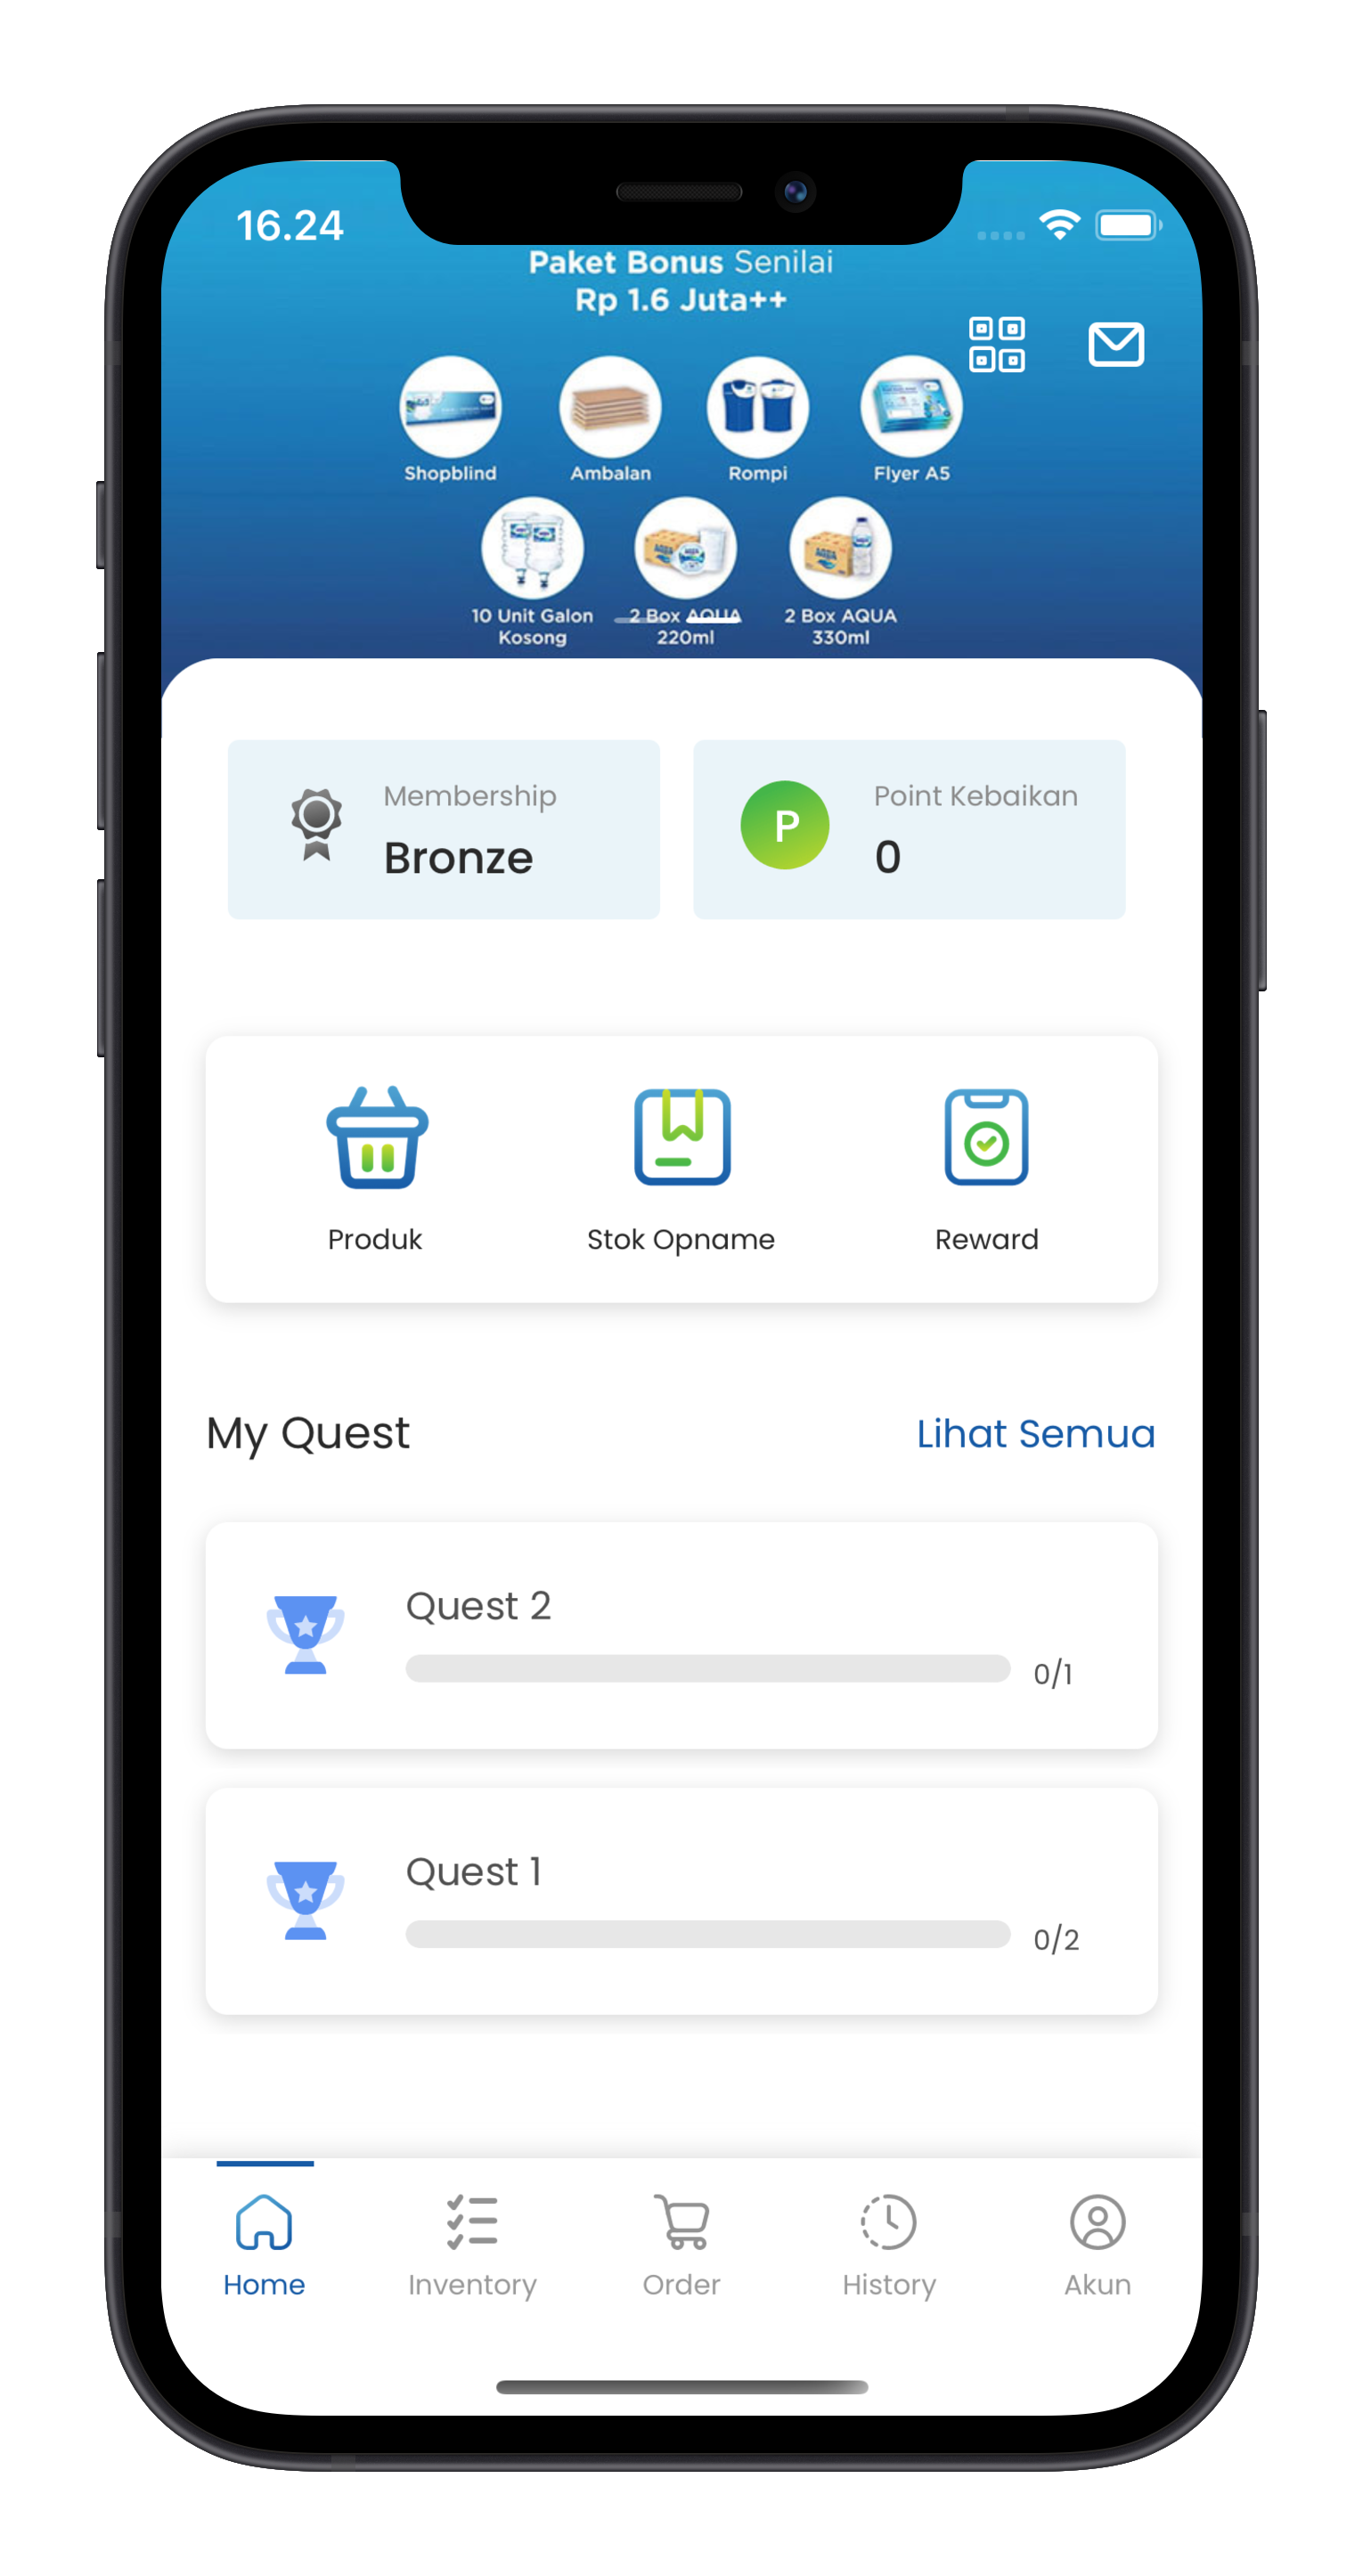 16.24
Paket Bonus Senilai
Rp 1.6 Juta++
Shopblind
Ambalan
Rompi
Flyer A5
10 Unit Galon
Kosong
2 Box AQUA
220ml
2 Box AQUA
330ml
Membership
Bronze
P
Point Kebaikan
0
Produk
Stok Opname
Reward
My Quest
Lihat Semua
Quest 2
0/1
Quest 1
0/2
Home
Inventory
Order
History
Akun